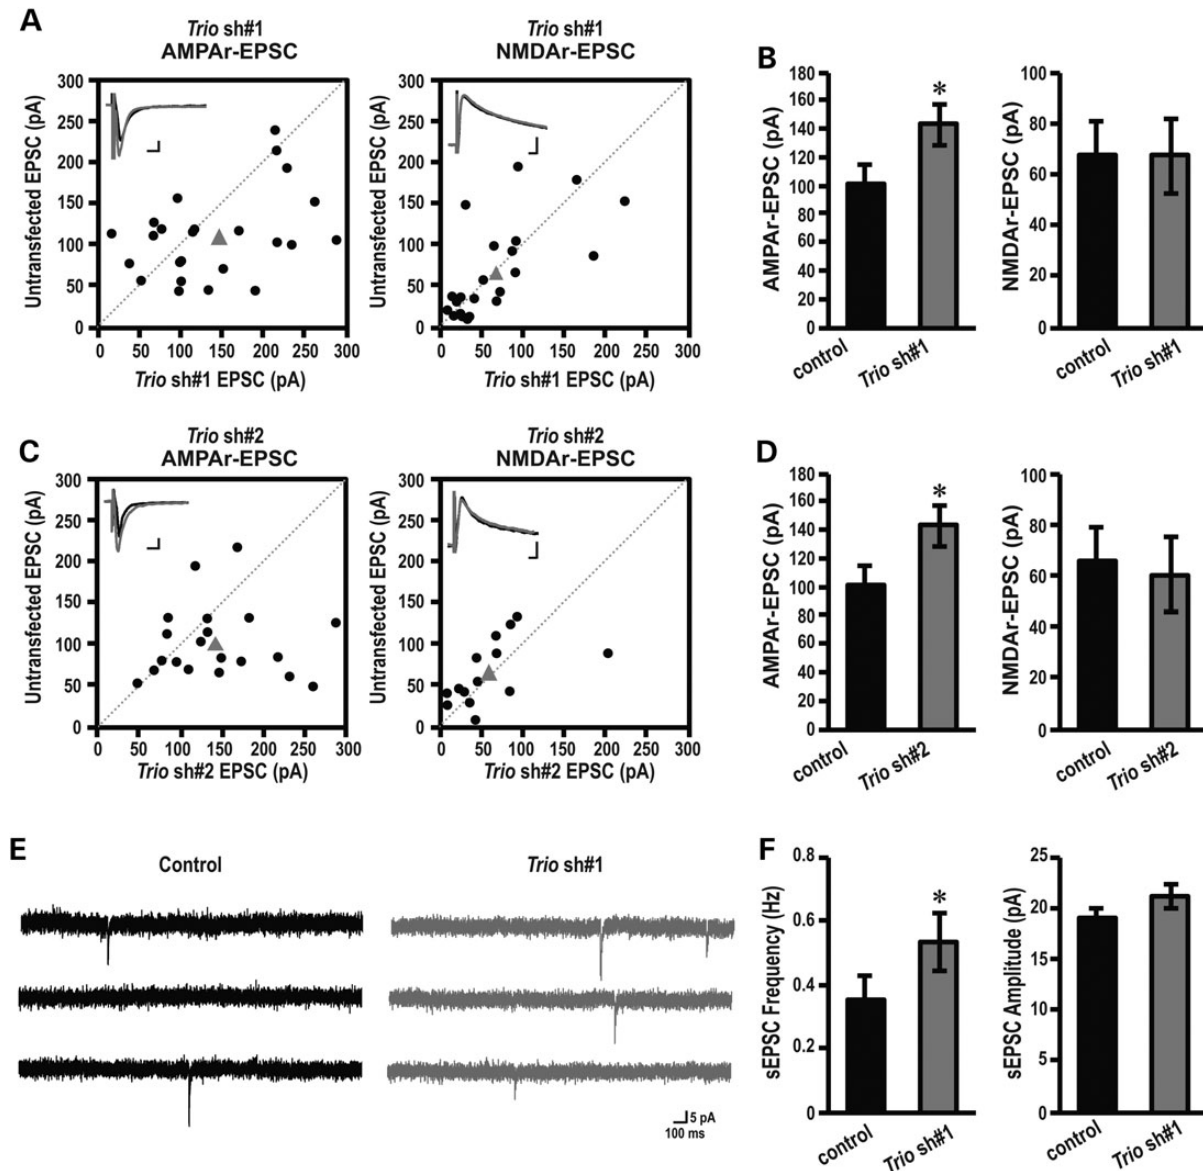 A
Trio sh#1
AMPAr-EPSC
Untransfected EPSC (pA)
300
250
200
150
100
50
0
0 50 100 150 200 250 300
Trio sh#1 EPSC (pA)
Trio sh#1
NMDAr-EPSC
Untransfected EPSC (pA)
300
250
200
150
100
50
0
0 50 100 150 200 250 300
Trio sh#1 EPSC (pA)
B
AMPAr-EPSC (pA)
180
160
140
120
100
80
60
40
20
0
control
Trio sh#1
*
NMDAr-EPSC (pA)
100
80
60
40
20
0
control
Trio sh#1
C
Trio sh#2
AMPAr-EPSC
Untransfected EPSC (pA)
300
250
200
150
100
50
0
0 50 100 150 200 250 300
Trio sh#2 EPSC (pA)
Trio sh#2
NMDAr-EPSC
Untransfected EPSC (pA)
300
250
200
150
100
50
0
0 50 100 150 200 250 300
Trio sh#2 EPSC (pA)
D
AMPAr-EPSC (pA)
180
160
140
120
100
80
60
40
20
0
control
Trio sh#2
*
NMDAr-EPSC (pA)
100
80
60
40
20
0
control
Trio sh#2
E
Control
Trio sh#1
5 pA
100 ms
F
sEPSC Frequency (Hz)
0.8
0.6
0.4
0.2
0
control
Trio sh#1
*
sEPSC Amplitude (pA)
25
20
15
10
5
0
control
Trio sh#1